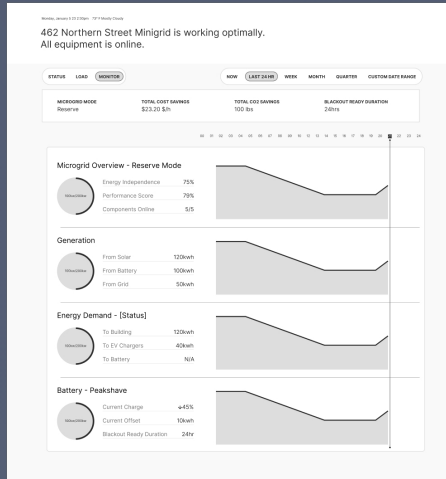 Monday, January 5 23 2:30pm 73° F Mostly Cloudy
462 Northern Street Minigrid is working optimally.
All equipment is online.
STATUS LOAD MONITOR NOW LAST 24 HR WEEK MONTH QUARTER CUSTOM DATE RANGE
MICROGRID MODE TOTAL COST SAVINGS TOTAL CO2 SAVINGS BLACKOUT READY DURATION
Reserve $23.20 $/h 100 lbs 24hrs
00 01 02 03 04 05 06 07 08 09 10 11 12 13 14 15 16 17 18 19 20 22 23 24
Microgrid Overview - Reserve Mode
Energy Independence 75%
Performance Score 79%
Components Online 5/5
Generation
From Solar 120kwh
From Battery 100kwh
From Grid 50kwh
Energy Demand - [Status]
To Building 120kwh
To EV Chargers 40kwh
To Battery N/A
Battery - Peakshave
Current Charge ↓45%
Current Offset 10kwh
Blackout Ready Duration 24hr